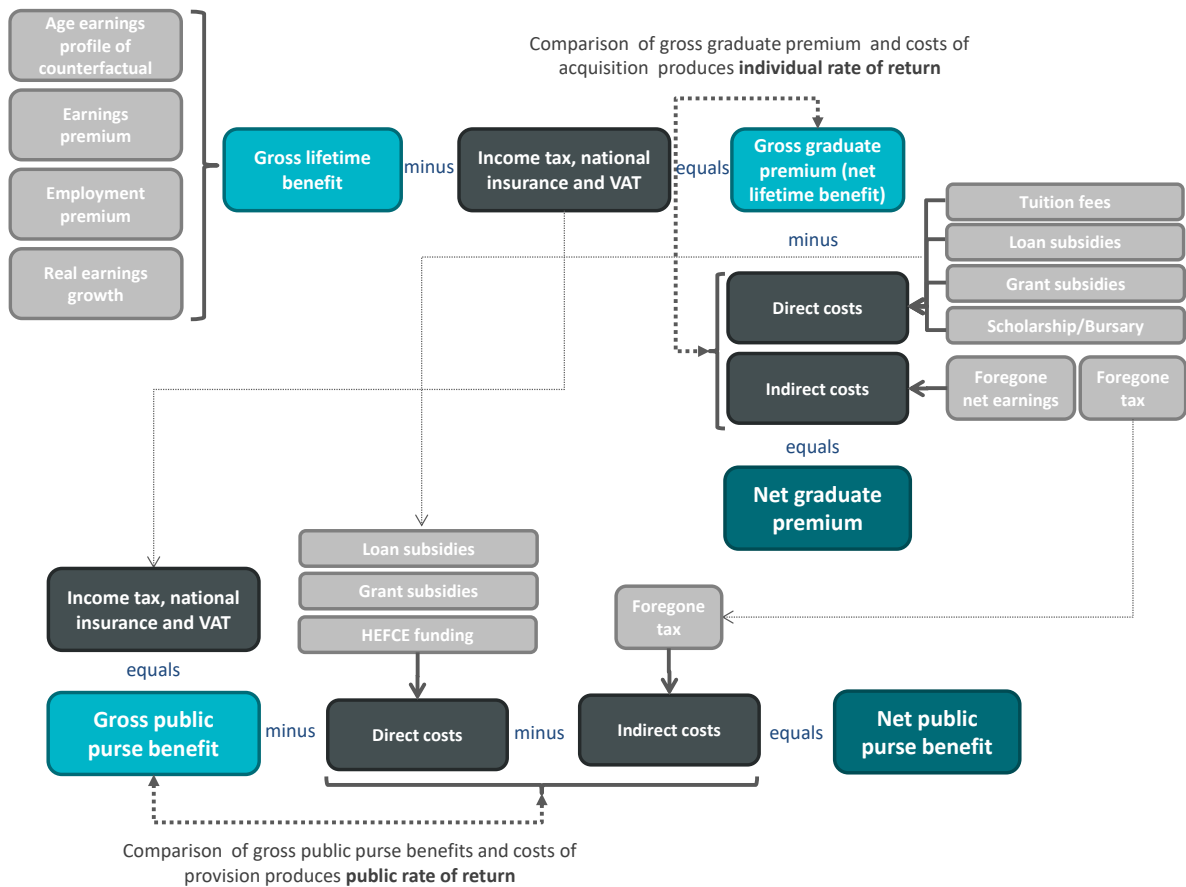 Age earnings
profile of
counterfactual
Earnings
premium
Employment
premium
Real earnings
growth
Gross lifetime
benefit
minus
Income tax, national
insurance and VAT
equals
Gross graduate
premium (net
lifetime benefit)
Comparison of gross graduate premium and costs of
acquisition produces individual rate of return
minus
Tuition fees
Loan subsidies
Grant subsidies
Scholarship/Bursary
Direct costs
Indirect costs
Foregone
net earnings
Foregone
tax
equals
Net graduate
premium
Loan subsidies
Grant subsidies
HEFCE funding
Income tax, national
insurance and VAT
Foregone
tax
equals
Gross public
purse benefit
minus
Direct costs
minus
Indirect costs
equals
Net public
purse benefit
Comparison of gross public purse benefits and costs of
provision produces public rate of return